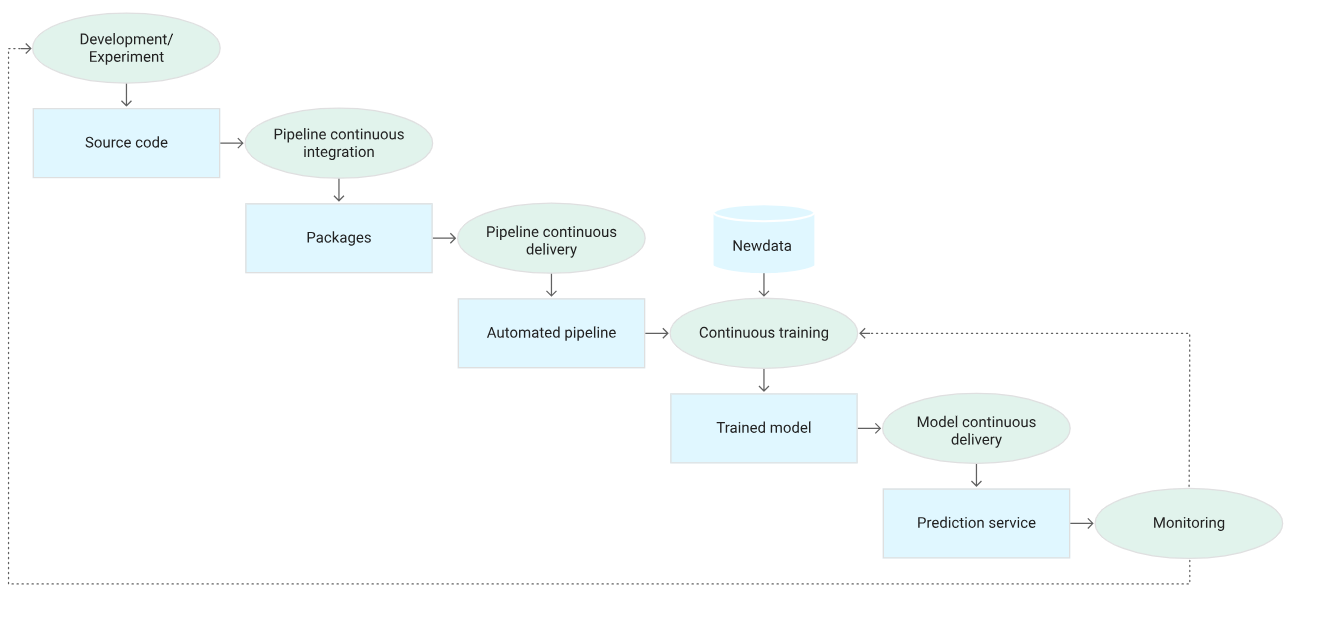 Development/
Experiment
Source code
Pipeline continuous
integration
Packages
Pipeline continuous
delivery
Newdata
Automated pipeline
Continuous training
Trained model
Model continuous
delivery
Prediction service
Monitoring